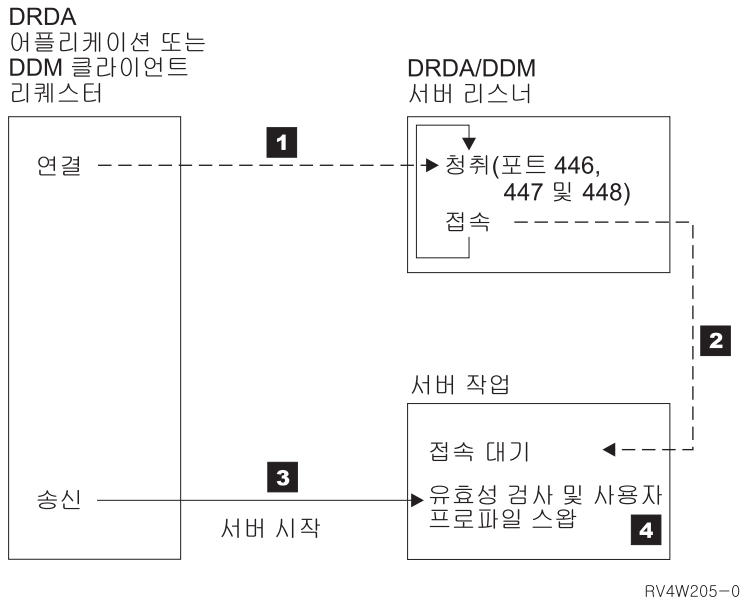 DRDA
어플리케이션 또는
DDM 클라이언트
리퀘스터
DRDA/DDM
서버 리스너
1
연결
청취(포트 446,
447 및 448)
접속
2
서버 작업
접속 대기
3
송신
유효성 검사 및 사용자
프로파일 스왑
4
서버 시작
RV4W205-0